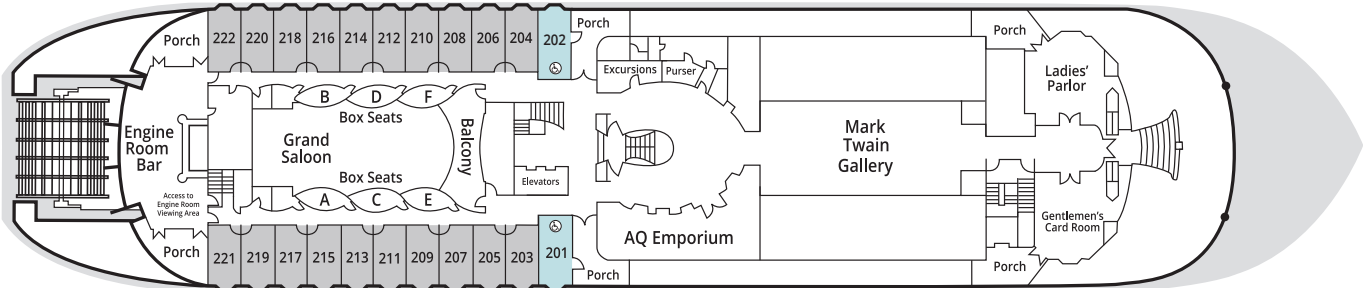 Porch
222 220 218 216 214 212 210 208 206 204 202
Porch
Porch
Excursions
Purser
Ladies'
Parlor
B D F
Box Seats
Engine
Room
Bar
Grand
Saloon
Balcony
Mark
Twain
Gallery
Box Seats
Elevators
A C E
Access to
Engine Room
Viewing Area
Gentlemen's
Card Room
AQ Emporium
Porch
221 219 217 215 213 211 209 207 205 203 201
Porch
Porch